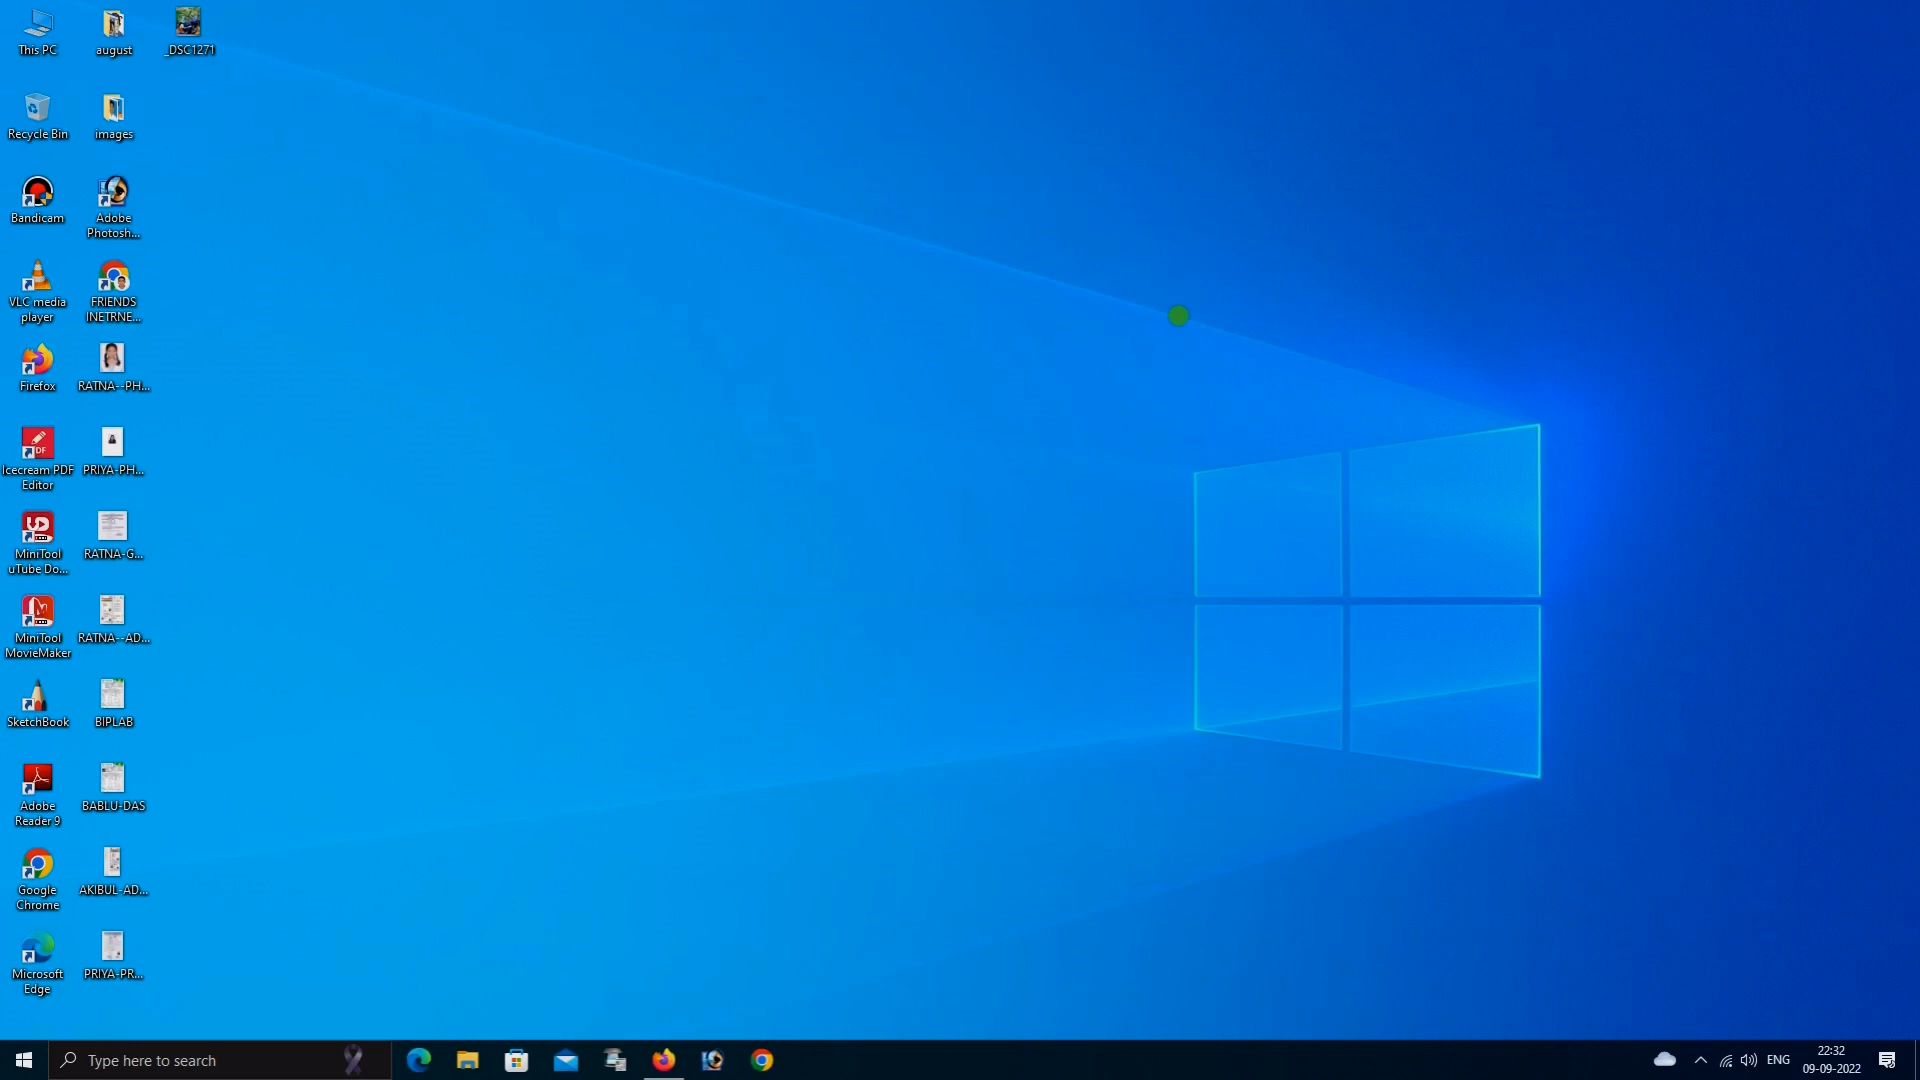 This PC
august
_DSC1271
Recycle Bin
images
Bandicam
Adobe
Photosh...
VLC media
player
FRIENDS
INETRNE...
Firefox
RATNA--PH...
Icecream PDF
Editor
PRIYA-PH...
MiniTool
uTube Do...
RATNA-G...
MiniTool
MovieMaker
RATNA--AD...
SketchBook
BIPLAB
Adobe
Reader 9
BABLU-DAS
Google
Chrome
AKIBUL-AD...
Microsoft
Edge
PRIYA-PR...
Type here to search
ENG
22:32
09-09-2022